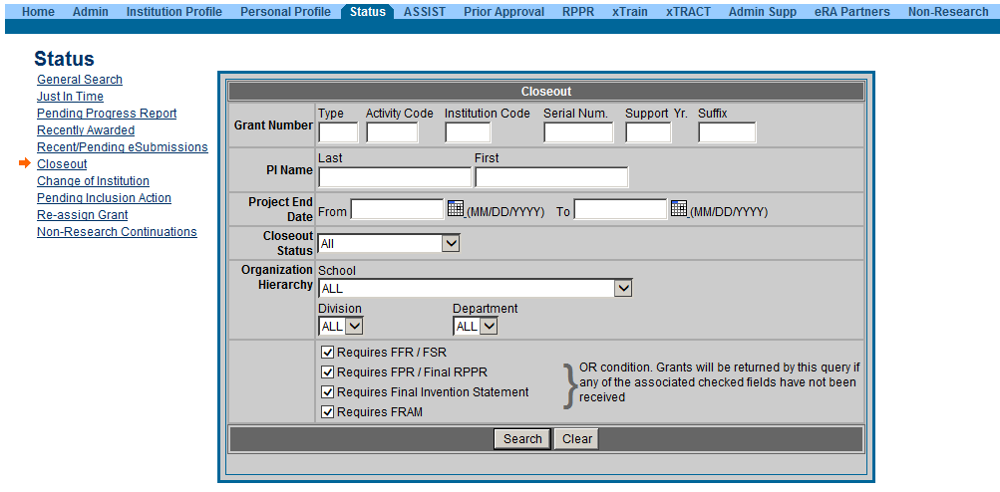 Home Admin Institution Profile Personal Profile Status ASSIST Prior Approval RPPR xTrain xTRACT Admin Supp eRA Partners Non-Research
Status
General Search
Just In Time
Pending Progress Report
Recently Awarded
Recent/Pending eSubmissions
Closeout
Change of Institution
Pending Inclusion Action
Re-assign Grant
Non-Research Continuations
Closeout
Type Activity Code Institution Code Serial Num. Support Yr. Suffix
Grant Number
Last First
PI Name
Project End
Date
From (MM/DD/YYYY) To (MM/DD/YYYY)
Closeout
Status
All
Organization
Hierarchy
School
ALL
Division Department
ALL ALL
Requires FFR / FSR
Requires FPR / Final RPPR
Requires Final Invention Statement
Requires FRAM
OR condition. Grants will be returned by this query if
any of the associated checked fields have not been
received
Search Clear